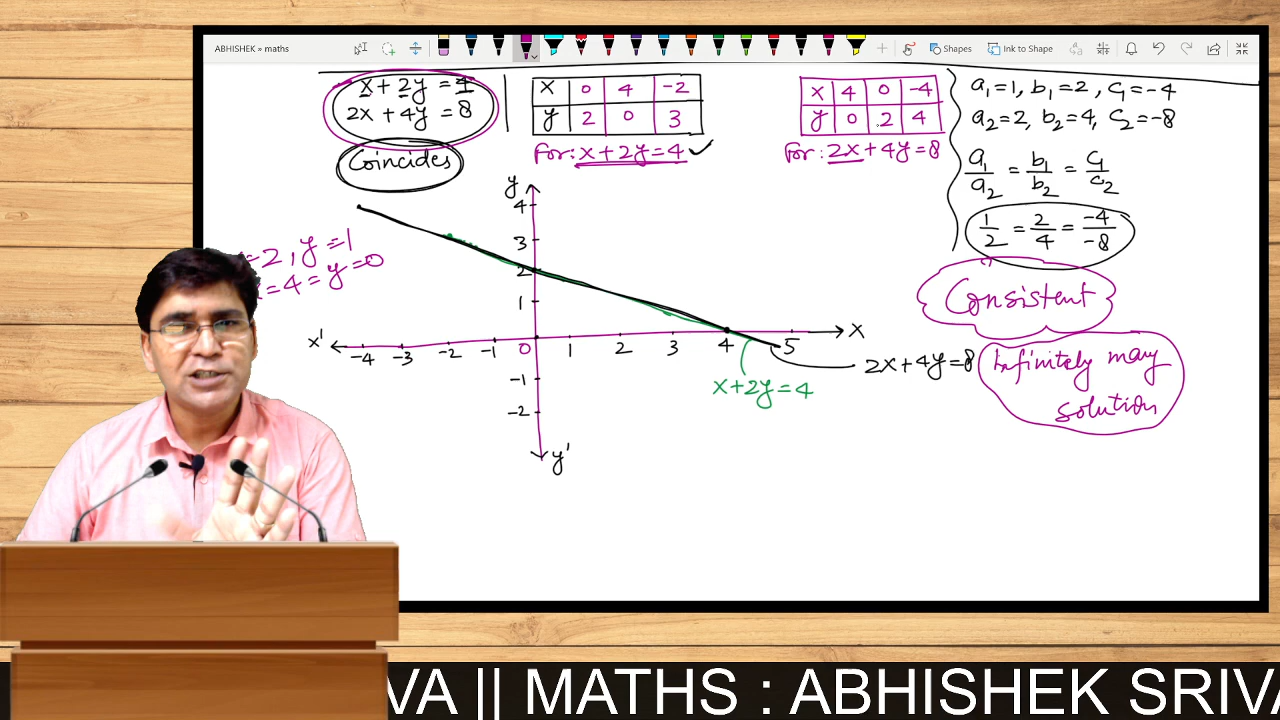 ABHISHEK » maths
Shapes
Ink to Shape
x+2y=4
2x+4y=8
Coincides
x 0 4 -2
y 2 0 3
For: x+2y=4 ✓
x 4 0 -4
y 0 2 4
For: 2x+4y=8
a₁=1, b₁=2, c₁=-4
a₂=2, b₂=4, c₂=-8
a₁/a₂ = b₁/b₂ = c₁/c₂
1/2 = 2/4 = -4/-8
Consistent
Infinitely many
solution
=2, y=1
=4=y=0
y
4
3
2
1
x' -4 -3 -2 -1 0 1 2 3 4 5 x
-1
-2
y'
x+2y=4
2x+4y=8
VA || MATHS : ABHISHEK SRIVA